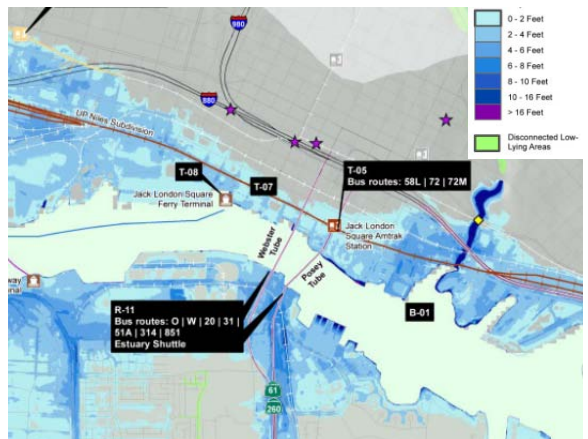 0 - 2 Feet
2 - 4 Feet
4 - 6 Feet
6 - 8 Feet
8 - 10 Feet
10 - 16 Feet
> 16 Feet
Disconnected Low-
Lying Areas
980
880
UP Niles Subdivision
T-08
T-07
T-05
Bus routes: 58L | 72 | 72M
Jack London Square
Ferry Terminal
Jack London
Square Amtrak
Station
Webster
Tube
Posey
Tube
B-01
R-11
Bus routes: O | W | 20 | 31 |
51A | 314 | 851
Estuary Shuttle
61
260